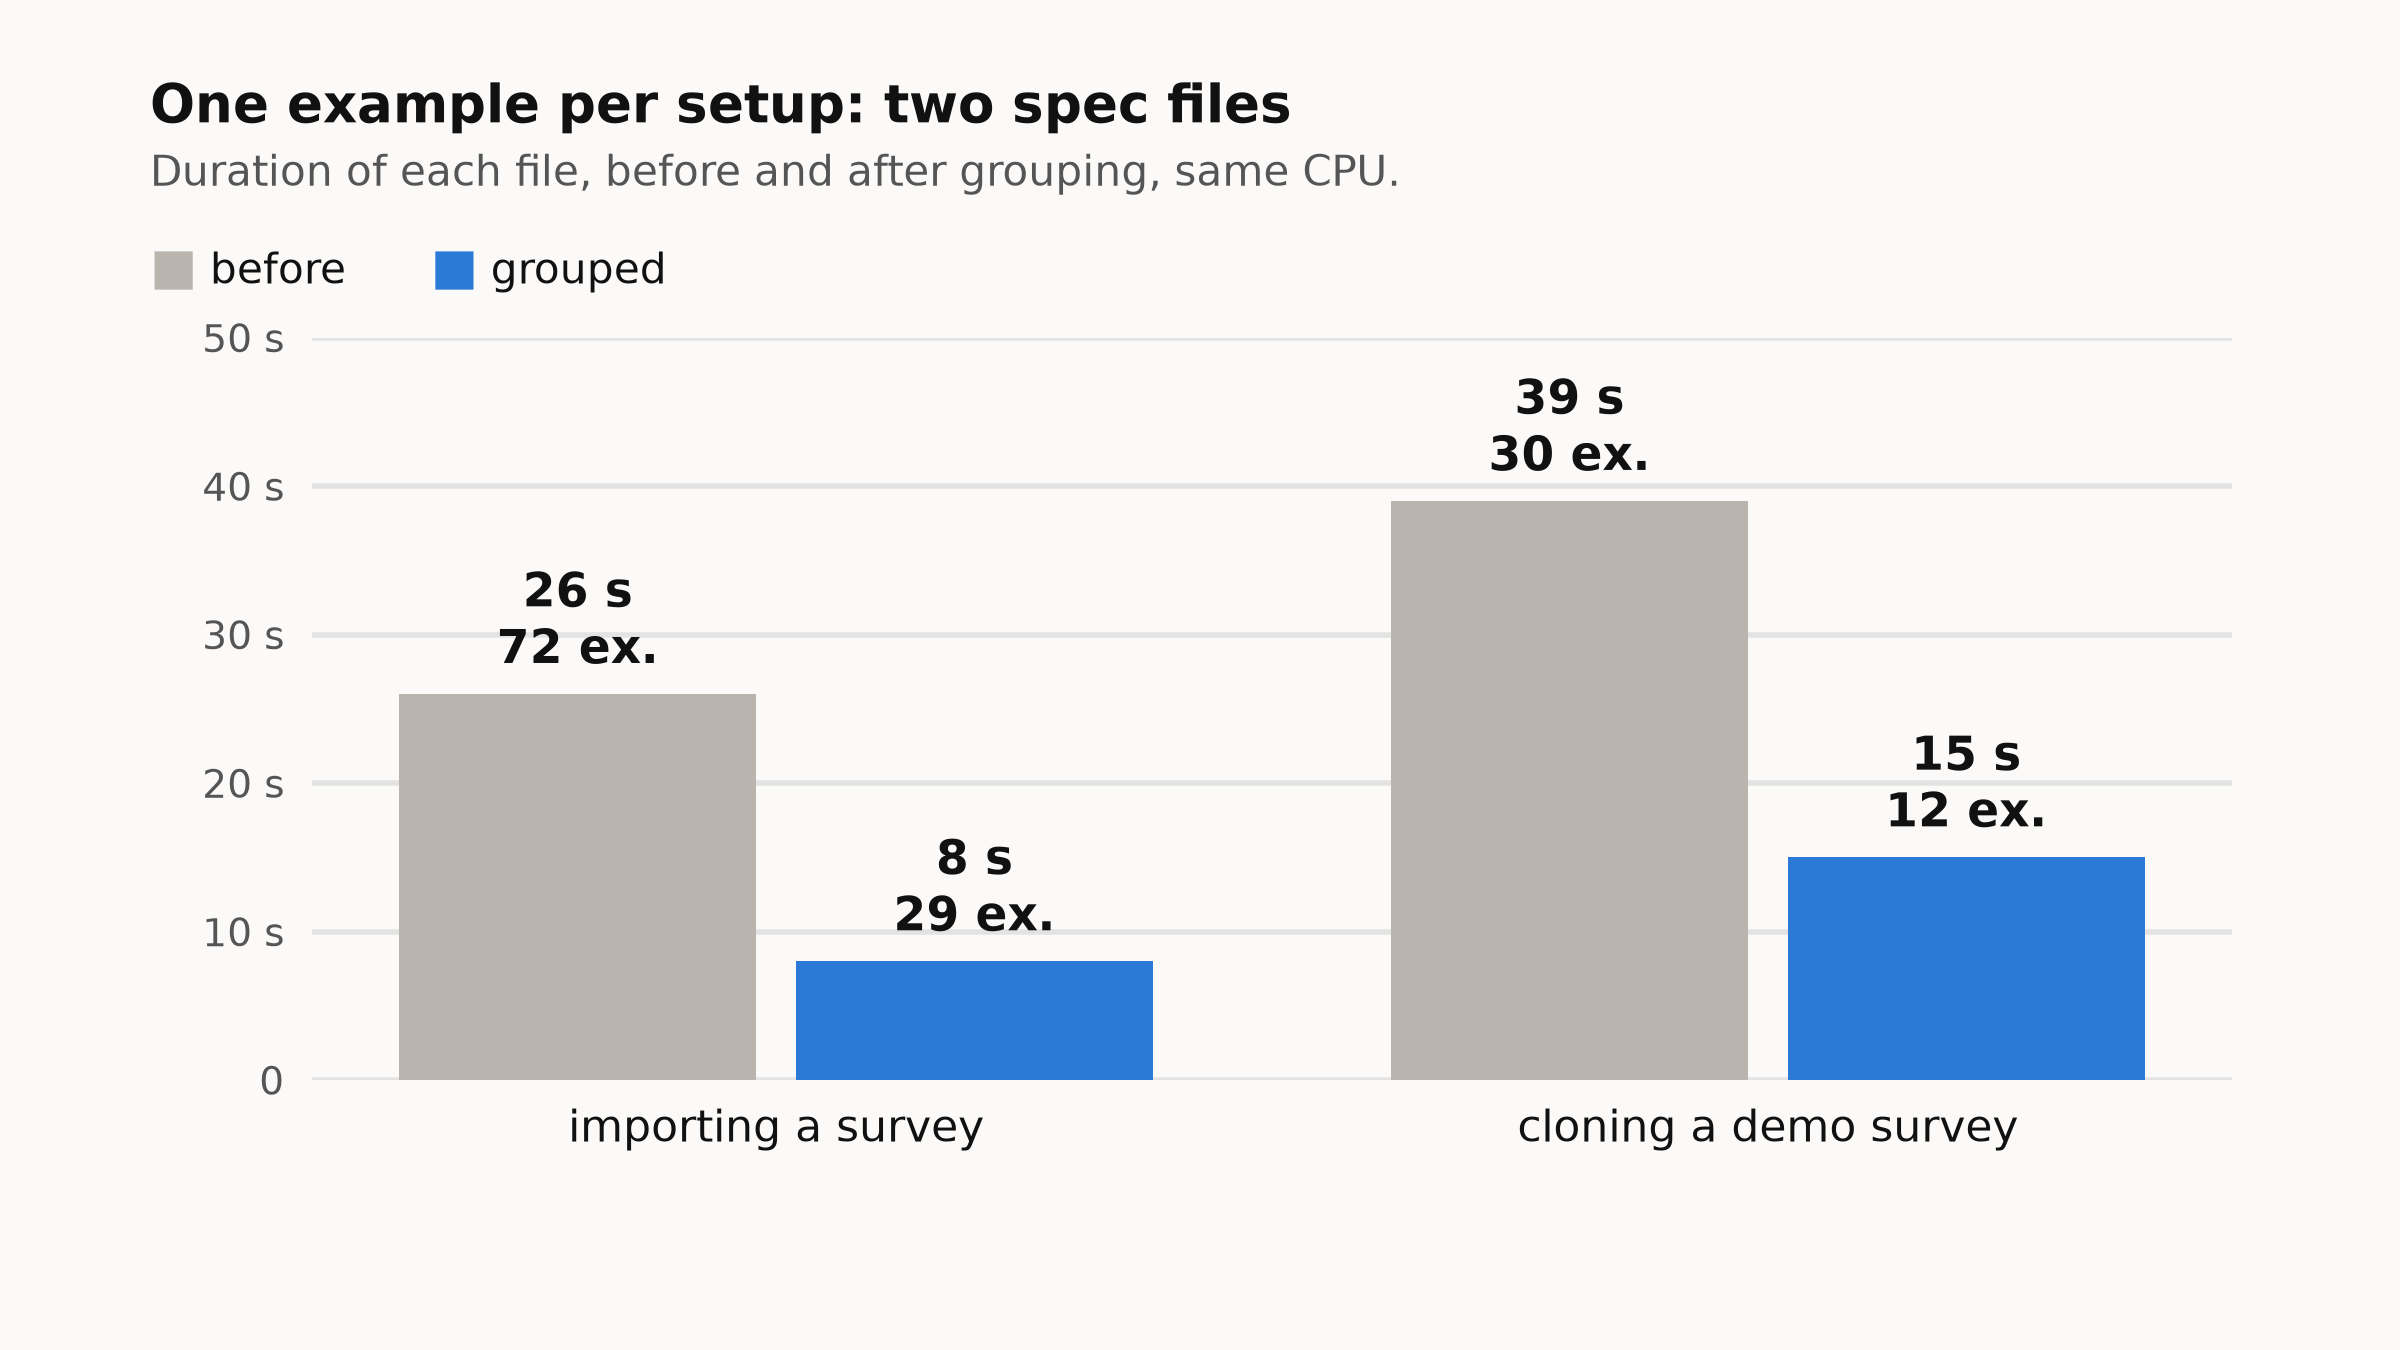 One example per setup: two spec files
Duration of each file, before and after grouping, same CPU.
before
grouped
50 s
40 s
30 s
20 s
10 s
0
26 s
72 ex.
8 s
29 ex.
39 s
30 ex.
15 s
12 ex.
importing a survey
cloning a demo survey